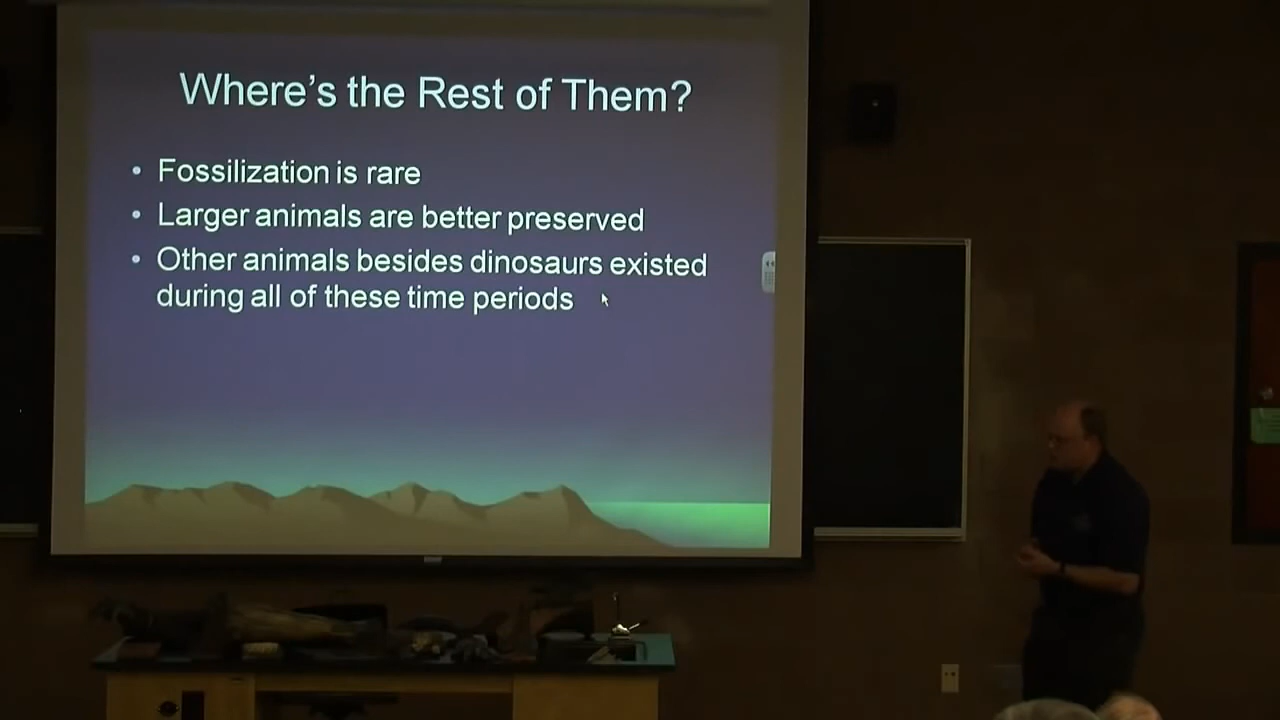 Where's the Rest of Them?
• Fossilization is rare
• Larger animals are better preserved
• Other animals besides dinosaurs existed
during all of these time periods